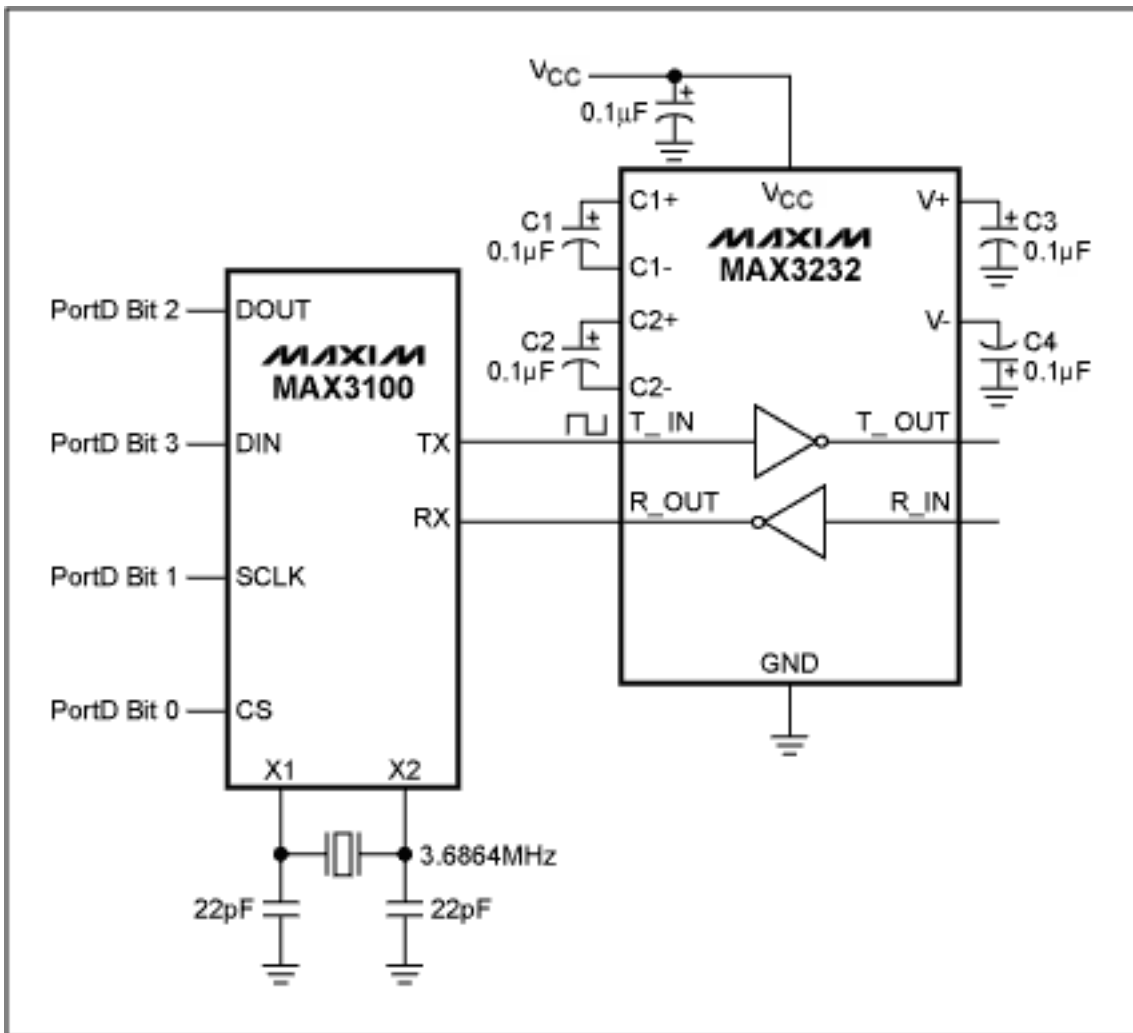 VCC
+
0.1µF
C1+
VCC
V+
C1
+
0.1µF
MAXIM
MAX3232
+
C3
0.1µF
C1-
C2+
V-
C2
+
0.1µF
C4
+
0.1µF
C2-
PortD Bit 2
DOUT
MAXIM
MAX3100
T_ IN
T_ OUT
PortD Bit 3
DIN
TX
R_OUT
R_IN
RX
PortD Bit 1
SCLK
GND
PortD Bit 0
CS
X1
X2
3.6864MHz
22pF
22pF